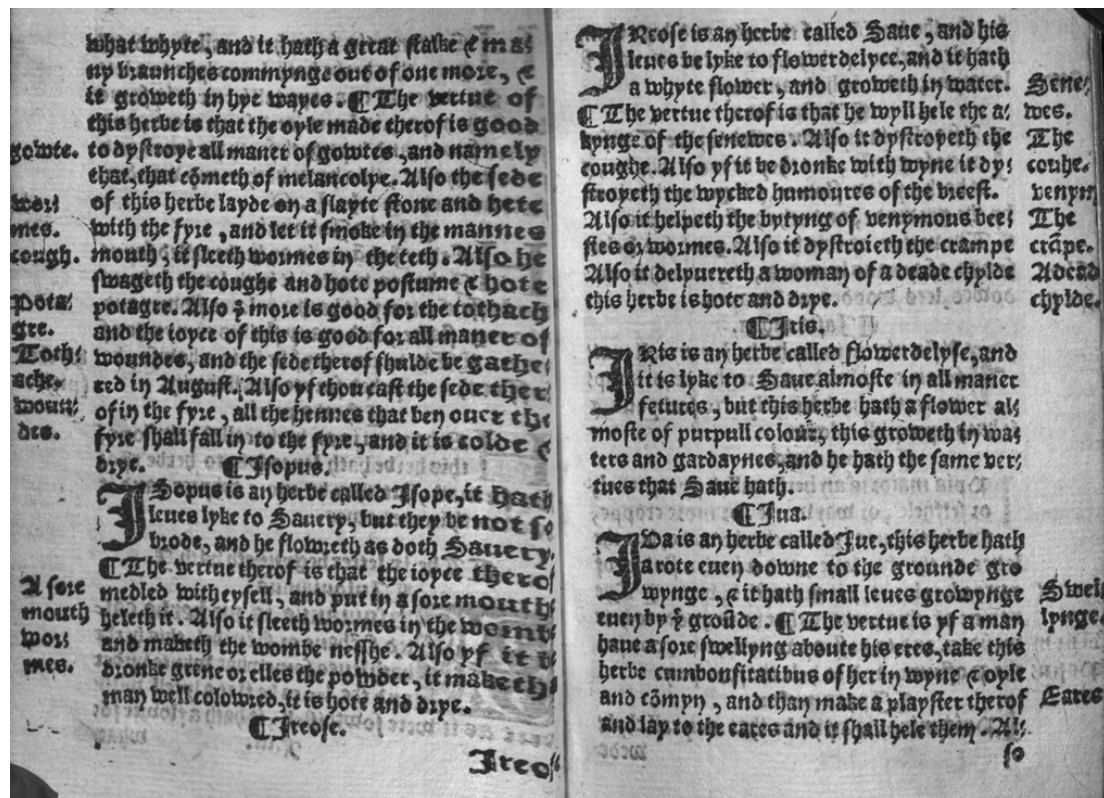 what whyte, and it hath a great stalke & ma⸗
ny braunches commynge out of one more, &
it groweth in hye wayes. ¶ The vertue of
this herbe is that the oyle made therof is good
gowte. to dystroye all maner of gowtes, and namely
that, that cõmeth of melancolye. Also the sede
wor⸗ of this herbe layde on a slayte stone and hete
mes. with the fyre, and let it smoke in the mannes
cough. mouth, it sleeth wormes in the teth. Also he
swageth the coughe and hote postume & hote
Pota⸗ potagre. Also ẙ more is good for the tothach
gre. and the ioyce of this is good for all maner of
Toth⸗ woundes, and the sede therof shulde be gathe⸗
ache. red in August. Also yf thou cast the sede ther
woun⸗ of in the fyre, all the hennes that ben ouer the
des. fyre shall fall in to the fyre, and it is colde &
drye. ¶ Isopus.
ISopus is an herbe called Isope, it hath
leues lyke to Sauery, but they be not so
brode, and he flowreth as doth Sauery.
¶ The vertue therof is that the ioyce therof
A sore medled with eysell, and put in a sore mouth
mouth heleth it. Also it sleeth wormes in the wombe
wor⸗ and maketh the wombe nesshe. Also yf it be
mes. dronke grene or elles the powder, it maketh
man well colowred, it is hote and drye.
¶ Ireose.
Ireo⸗
IReose is an herbe called Saue, and his
leues be lyke to flowerdelyce, and it hath
a whyte flower, and groweth in water. Sene⸗
¶ The vertue therof is that he wyll hele the a⸗ wes.
kynge of the senewes. Also it dystroyeth the The
coughe. Also yf it be dronke with wyne it dy⸗ couhe.
stroyeth the wycked humoures of the breest. venym
Also it helpeth the bytyng of venymous bee⸗ The
stes or wormes. Also it dystroieth the crampe crãpe.
Also it delyuereth a woman of a deade chylde A dead
this herbe is hote and drye. chylde.
¶ Iris.
IRis is an herbe called flowerdelyse, and
it is lyke to Saue almoste in all maner
fetures, but this herbe hath a flower al⸗
moste of purpull colour, this groweth in wa⸗
ters and gardaynes, and he hath the same ver⸗
tues that Saue hath.
¶ Iua.
IUa is an herbe called Iue, this herbe hath
a rote euen downe to the grounde gro
wynge, & it hath small leues growynge Swel
euen by ẙ groũde. ¶ The vertue is yf a man lynge.
haue a sore swellyng aboute his eres, take this
herbe cumbonfitatibus of her in wyne & oyle
and cõmyn, and than make a playster therof Eares
and lay to the eares and it shall hele them. Al⸗
so